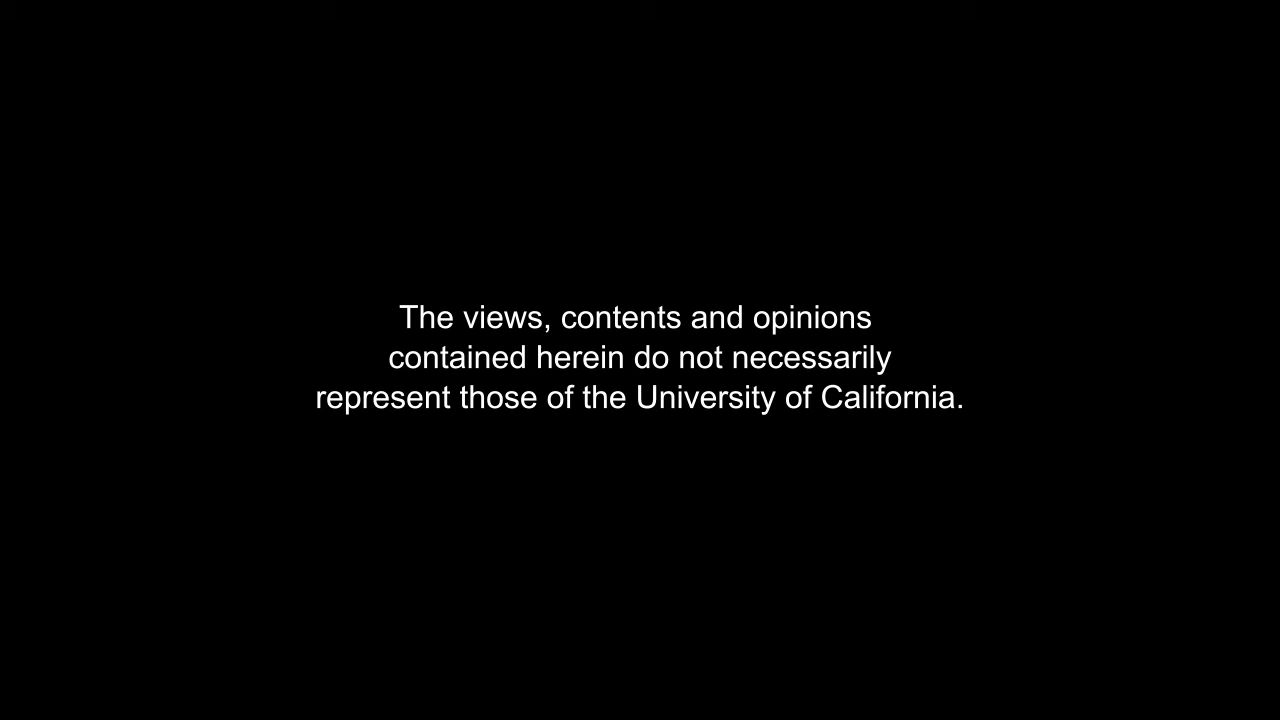 The views, contents and opinions
contained herein do not necessarily
represent those of the University of California.